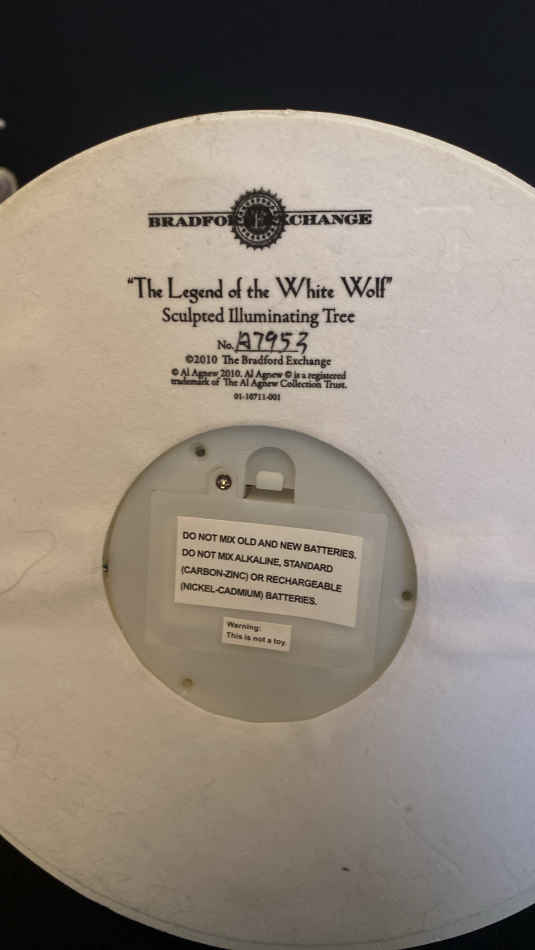 BRADFORD EXCHANGE
"The Legend of the White Wolf"
Sculpted Illuminating Tree
No. A7953
©2010 The Bradford Exchange
© Al Agnew 2010. Al Agnew © is a registered
trademark of The Al Agnew Collection Trust.
01-16711-001
DO NOT MIX OLD AND NEW BATTERIES.
DO NOT MIX ALKALINE, STANDARD
(CARBON-ZINC) OR RECHARGEABLE
(NICKEL-CADMIUM) BATTERIES.
Warning:
This is not a toy.